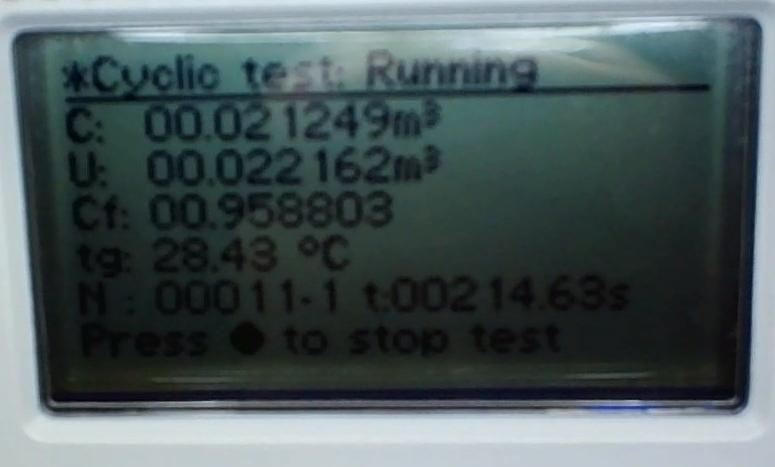 *Cyclic test: Running
C: 00.021249m³
U: 00.022162m³
Cf: 00.958803
tg: 28.43 °C
N : 00011-1 t:00214.63s
Press ● to stop test